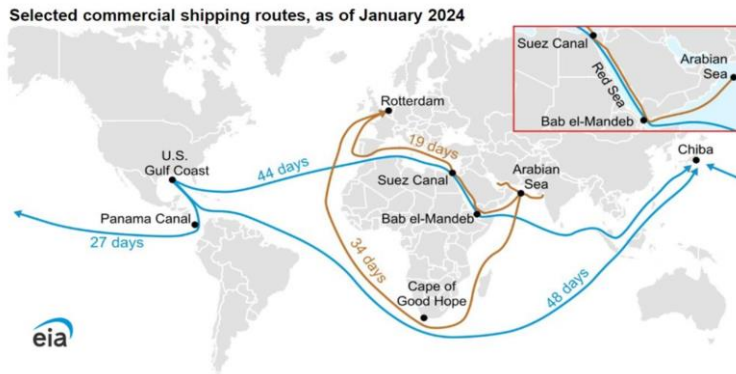 Selected commercial shipping routes, as of January 2024
Suez Canal
Red Sea
Arabian
Sea
Bab el-Mandeb
Rotterdam
U.S.
Gulf Coast
44 days
19 days
Suez Canal
Arabian
Sea
Chiba
Panama Canal
27 days
Bab el-Mandeb
34 days
Cape of
Good Hope
48 days
eia